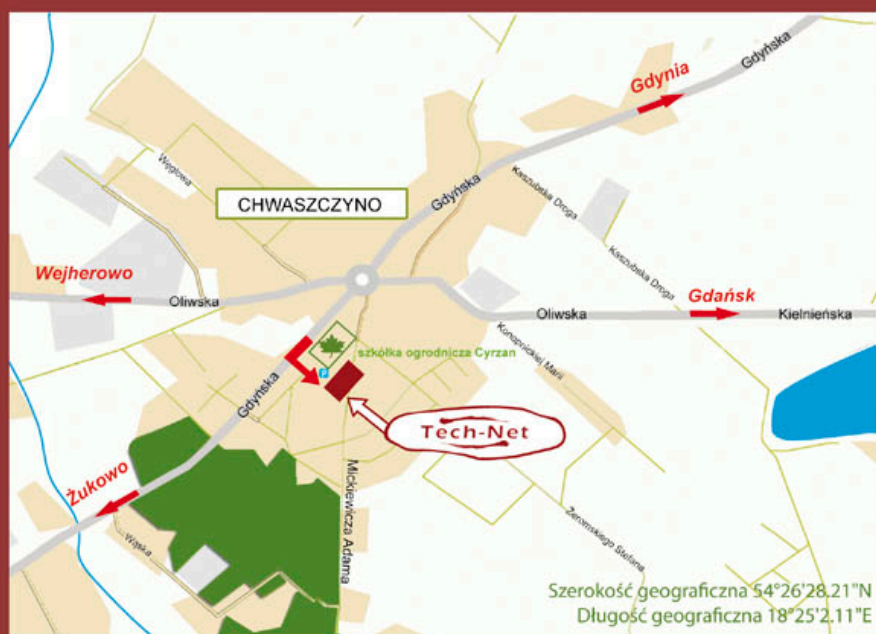 Gdyńska
Gdynia
Węglowa
Kaszubska Droga
CHWASZCZYNO
Gdyńska
Kaszubska Droga
Wejherowo
Gdańsk
Oliwska
Oliwska
Kielnieńska
Konopnickiej Marii
szkółka ogrodnicza Cyrzan
P
Gdyńska
Tech-Net
Mickiewicza Adama
Żukowo
Wąska
Żeromskiego Stefana
Szerokość geograficzna 54°26'28.21"N
Długość geograficzna 18°25'2.11"E